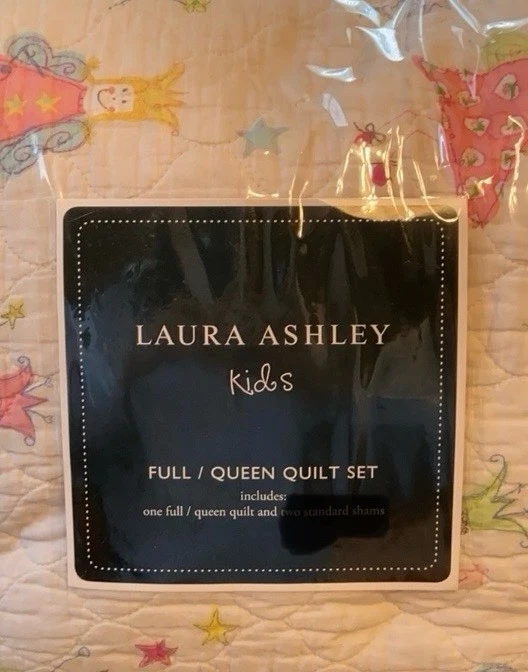 LAURA ASHLEY
kids
FULL / QUEEN QUILT SET
includes:
one full / queen quilt and two standard shams